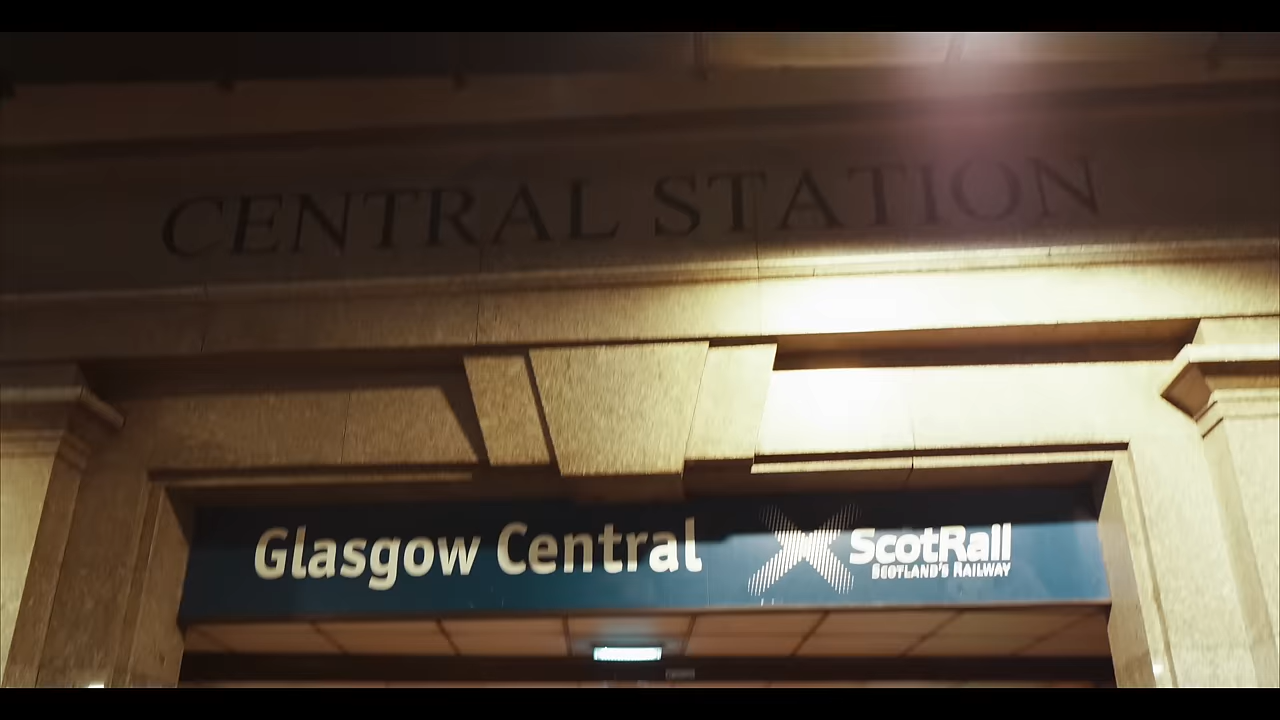 CENTRAL STATION
Glasgow Central
ScotRail
SCOTLAND'S RAILWAY